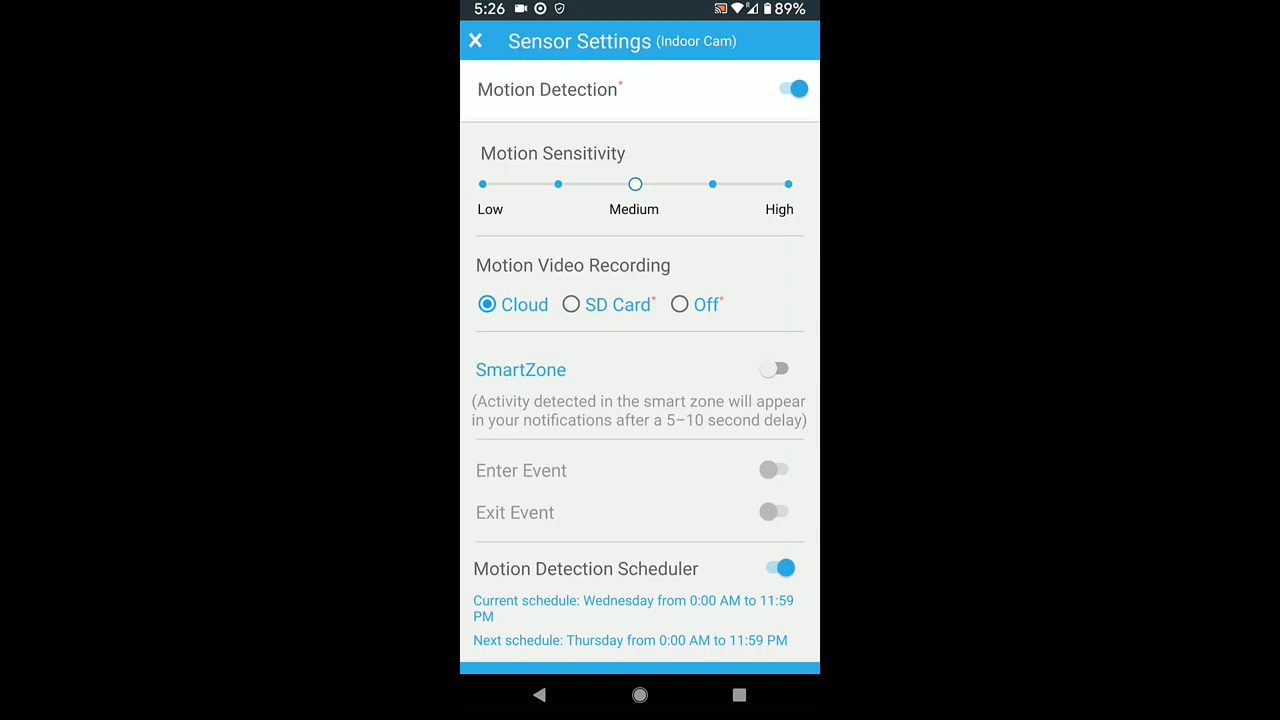 5:26 89%
Sensor Settings (Indoor Cam)
Motion Detection*
Motion Sensitivity
Low Medium High
Motion Video Recording
Cloud SD Card* Off*
SmartZone
(Activity detected in the smart zone will appear
in your notifications after a 5–10 second delay)
Enter Event
Exit Event
Motion Detection Scheduler
Current schedule: Wednesday from 0:00 AM to 11:59
PM
Next schedule: Thursday from 0:00 AM to 11:59 PM